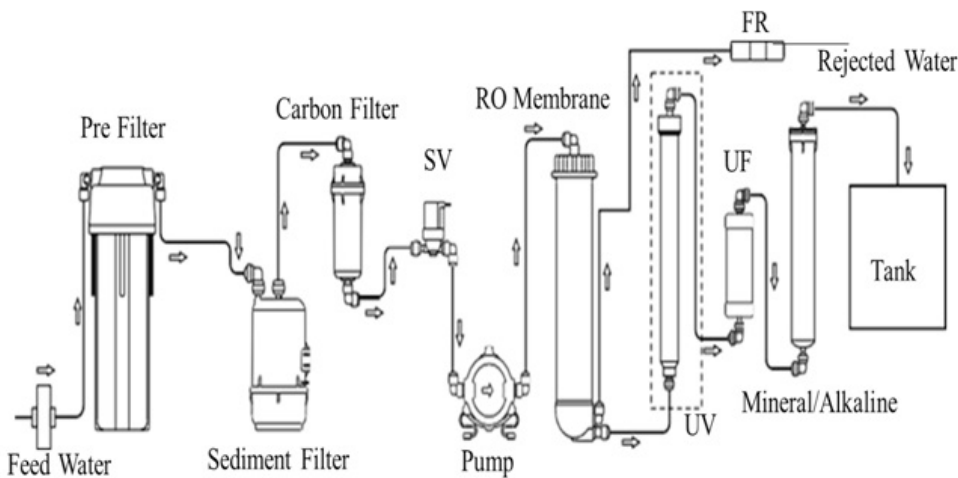 FR
Rejected Water
Carbon Filter
RO Membrane
Pre Filter
SV
UF
Tank
Mineral/Alkaline
UV
Feed Water
Sediment Filter
Pump